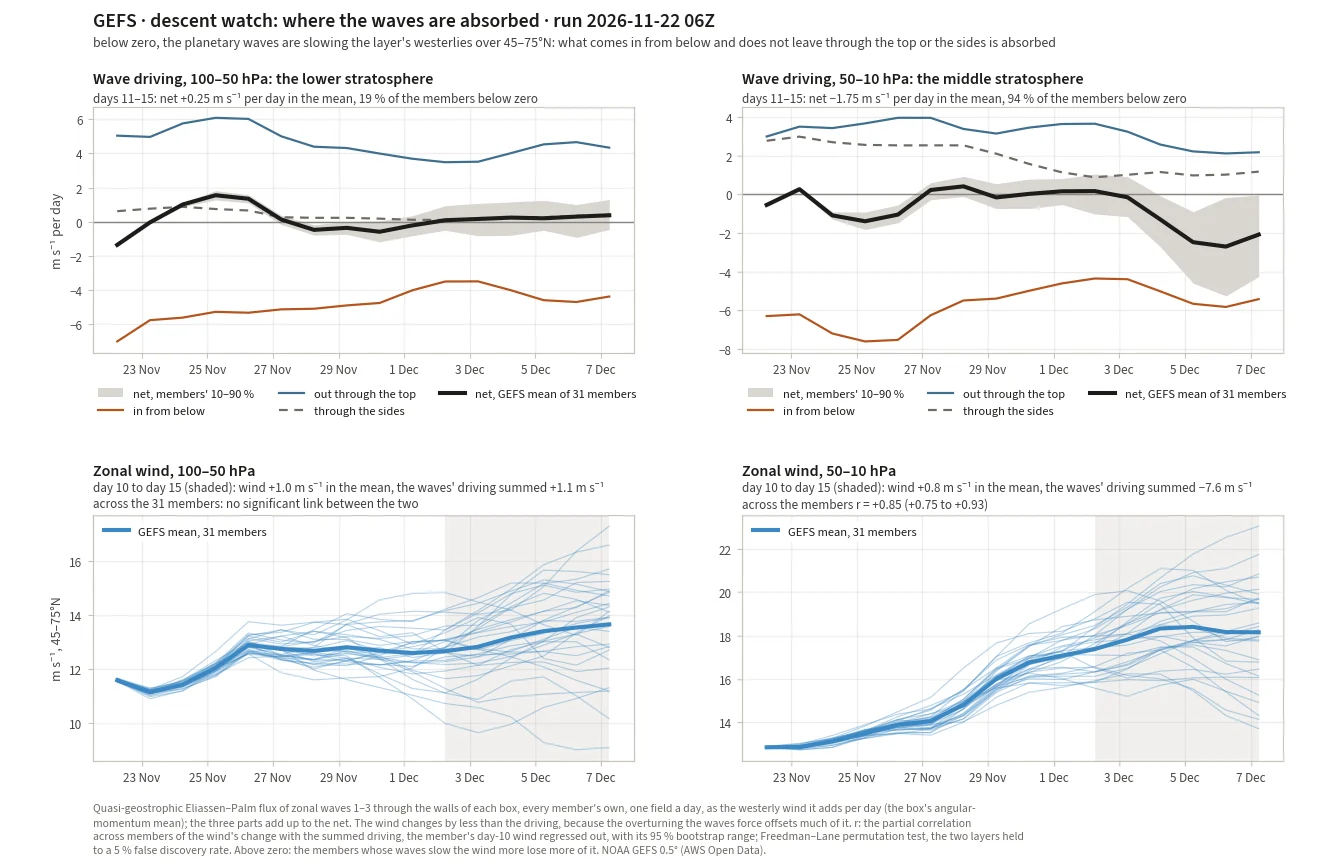 GEFS · descent watch: where the waves are absorbed · run 2026-11-22 06Z
below zero, the planetary waves are slowing the layer's westerlies over 45–75°N: what comes in from below and does not leave through the top or the sides is absorbed
Wave driving, 100–50 hPa: the lower stratosphere
days 11–15: net +0.25 m s⁻¹ per day in the mean, 19 % of the members below zero
m s⁻¹ per day
6
4
2
0
−2
−4
−6
23 Nov 25 Nov 27 Nov 29 Nov 1 Dec 3 Dec 5 Dec 7 Dec
net, members' 10–90 % out through the top net, GEFS mean of 31 members
in from below through the sides
Wave driving, 50–10 hPa: the middle stratosphere
days 11–15: net −1.75 m s⁻¹ per day in the mean, 94 % of the members below zero
4
2
0
−2
−4
−6
−8
23 Nov 25 Nov 27 Nov 29 Nov 1 Dec 3 Dec 5 Dec 7 Dec
net, members' 10–90 % out through the top net, GEFS mean of 31 members
in from below through the sides
Zonal wind, 100–50 hPa
day 10 to day 15 (shaded): wind +1.0 m s⁻¹ in the mean, the waves' driving summed +1.1 m s⁻¹
across the 31 members: no significant link between the two
GEFS mean, 31 members
m s⁻¹, 45–75°N
16
14
12
10
23 Nov 25 Nov 27 Nov 29 Nov 1 Dec 3 Dec 5 Dec 7 Dec
Zonal wind, 50–10 hPa
day 10 to day 15 (shaded): wind +0.8 m s⁻¹ in the mean, the waves' driving summed −7.6 m s⁻¹
across the members r = +0.85 (+0.75 to +0.93)
GEFS mean, 31 members
22
20
18
16
14
23 Nov 25 Nov 27 Nov 29 Nov 1 Dec 3 Dec 5 Dec 7 Dec
Quasi-geostrophic Eliassen–Palm flux of zonal waves 1–3 through the walls of each box, every member's own, one field a day, as the westerly wind it adds per day (the box's angular-
momentum mean); the three parts add up to the net. The wind changes by less than the driving, because the overturning the waves force offsets much of it. r: the partial correlation
across members of the wind's change with the summed driving, the member's day-10 wind regressed out, with its 95 % bootstrap range; Freedman–Lane permutation test, the two layers held
to a 5 % false discovery rate. Above zero: the members whose waves slow the wind more lose more of it. NOAA GEFS 0.5° (AWS Open Data).